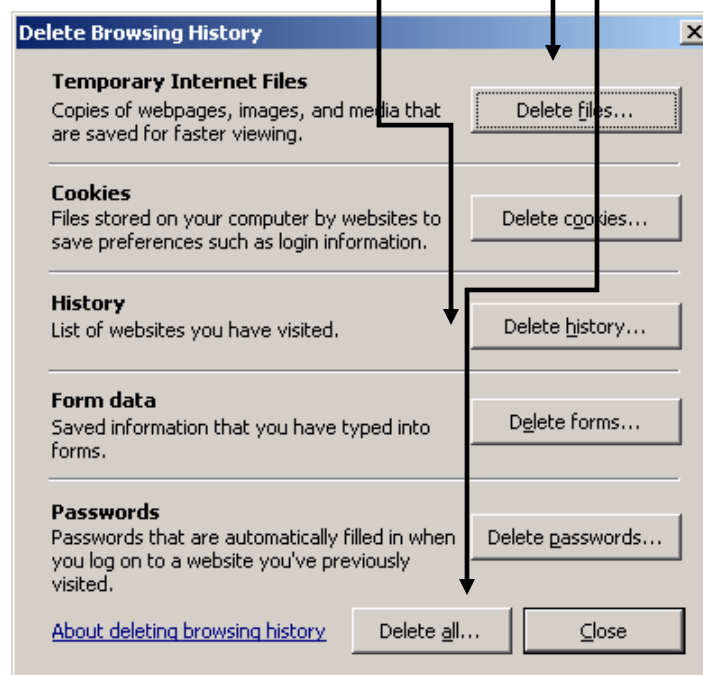 Delete Browsing History
Temporary Internet Files
Copies of webpages, images, and media that
are saved for faster viewing.
Delete files...
Cookies
Files stored on your computer by websites to
save preferences such as login information.
Delete cookies...
History
List of websites you have visited.
Delete history...
Form data
Saved information that you have typed into
forms.
Delete forms...
Passwords
Passwords that are automatically filled in when
you log on to a website you've previously
visited.
Delete passwords...
About deleting browsing history
Delete all...
Close